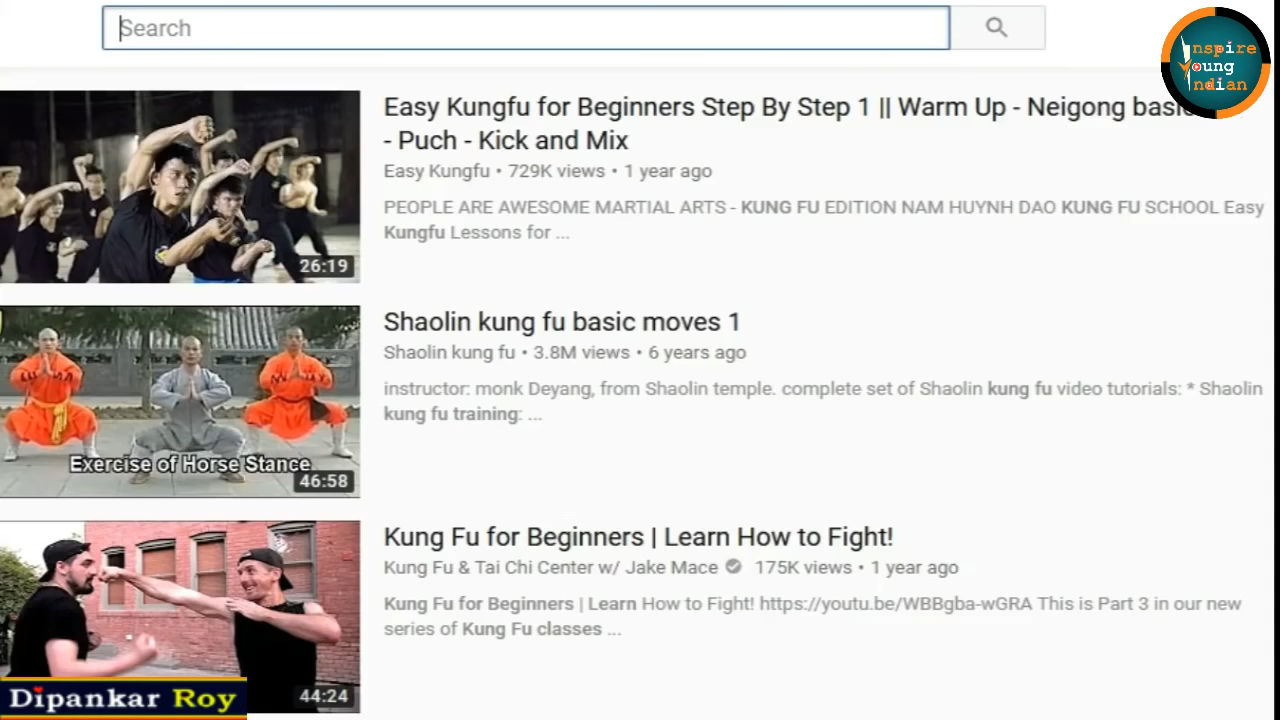 Search
Inspire
Young
Indian
Easy Kungfu for Beginners Step By Step 1 || Warm Up - Neigong
- Puch - Kick and Mix
Easy Kungfu • 729K views • 1 year ago
PEOPLE ARE AWESOME MARTIAL ARTS - KUNG FU EDITION NAM HUYNH DAO KUNG FU SCHOOL Easy
Kungfu Lessons for ...
26:19
Shaolin kung fu basic moves 1
Shaolin kung fu • 3.8M views • 6 years ago
instructor: monk Deyang, from Shaolin temple. complete set of Shaolin kung fu video tutorials: * Shaolin
kung fu training: ...
Exercise of Horse Stance
46:58
Kung Fu for Beginners | Learn How to Fight!
Kung Fu & Tai Chi Center w/ Jake Mace 175K views • 1 year ago
Kung Fu for Beginners | Learn How to Fight! https://youtu.be/WBBgba-wGRA This is Part 3 in our new
series of Kung Fu classes ...
44:24
Dipankar Roy